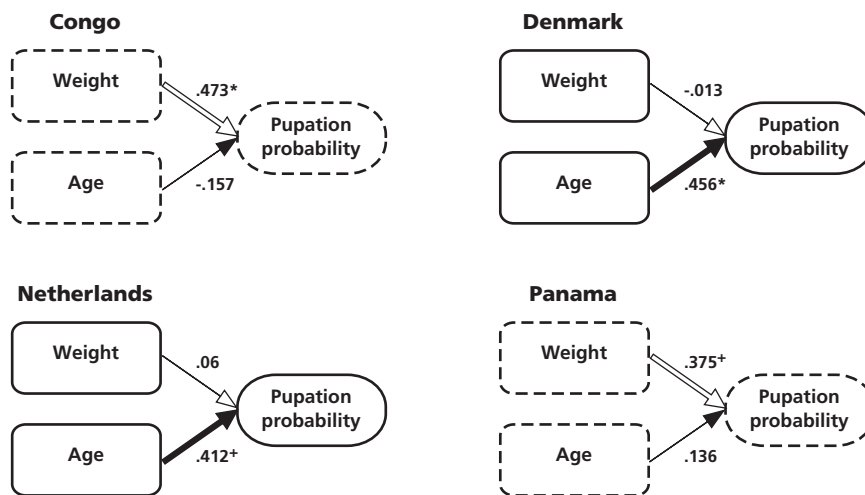 Congo
Weight
.473*
Pupation
probability
Age
-.157
Denmark
Weight
-.013
Pupation
probability
Age
.456*
Netherlands
Weight
.06
Pupation
probability
Age
.412+
Panama
Weight
.375+
Pupation
probability
Age
.136